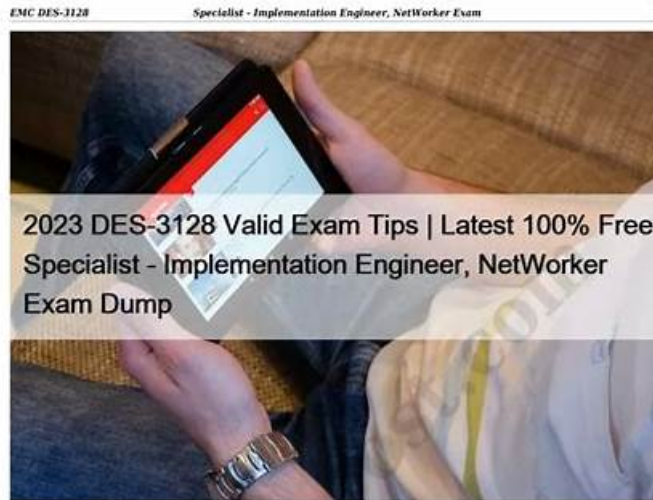 EMC DES-3128 Specialist - Implementation Engineer, NetWorker Exam
2023 DES-3128 Valid Exam Tips | Latest 100% Free
Specialist - Implementation Engineer, NetWorker
Exam Dump